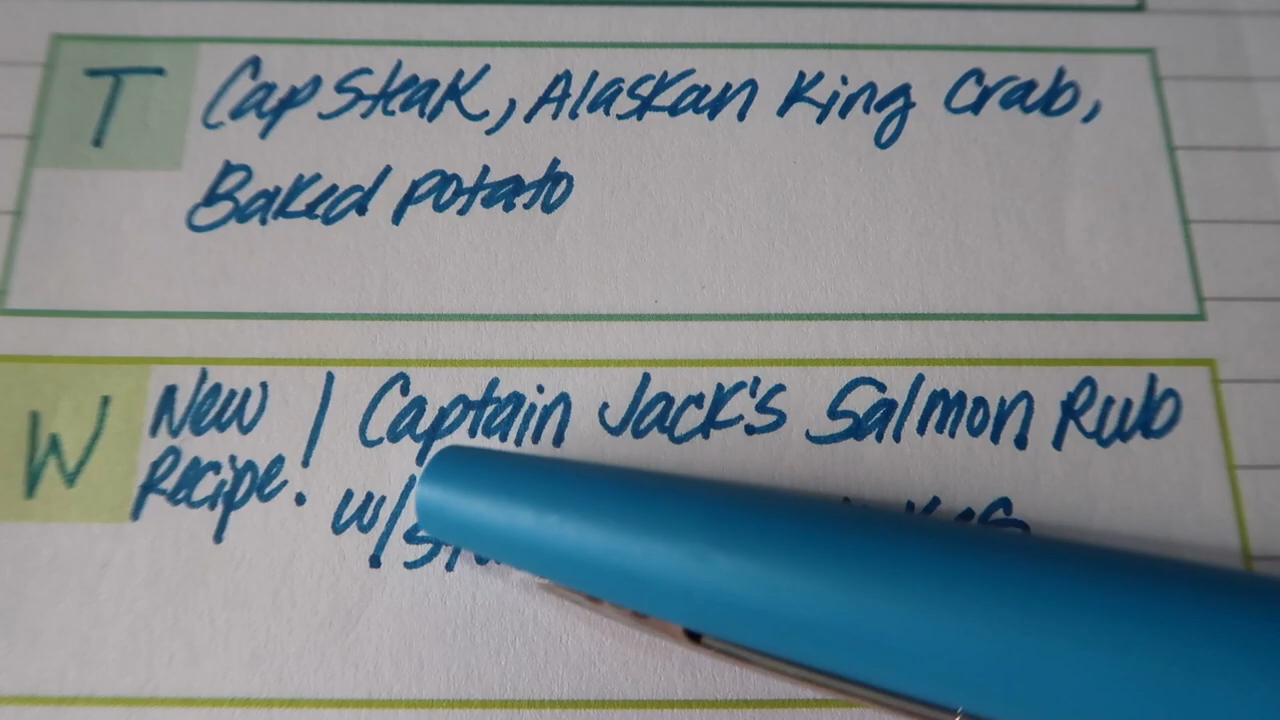 T Cap Steak, Alaskan King Crab,
Baked potato
W New Recipe! Captain Jack's Salmon Rub
w/